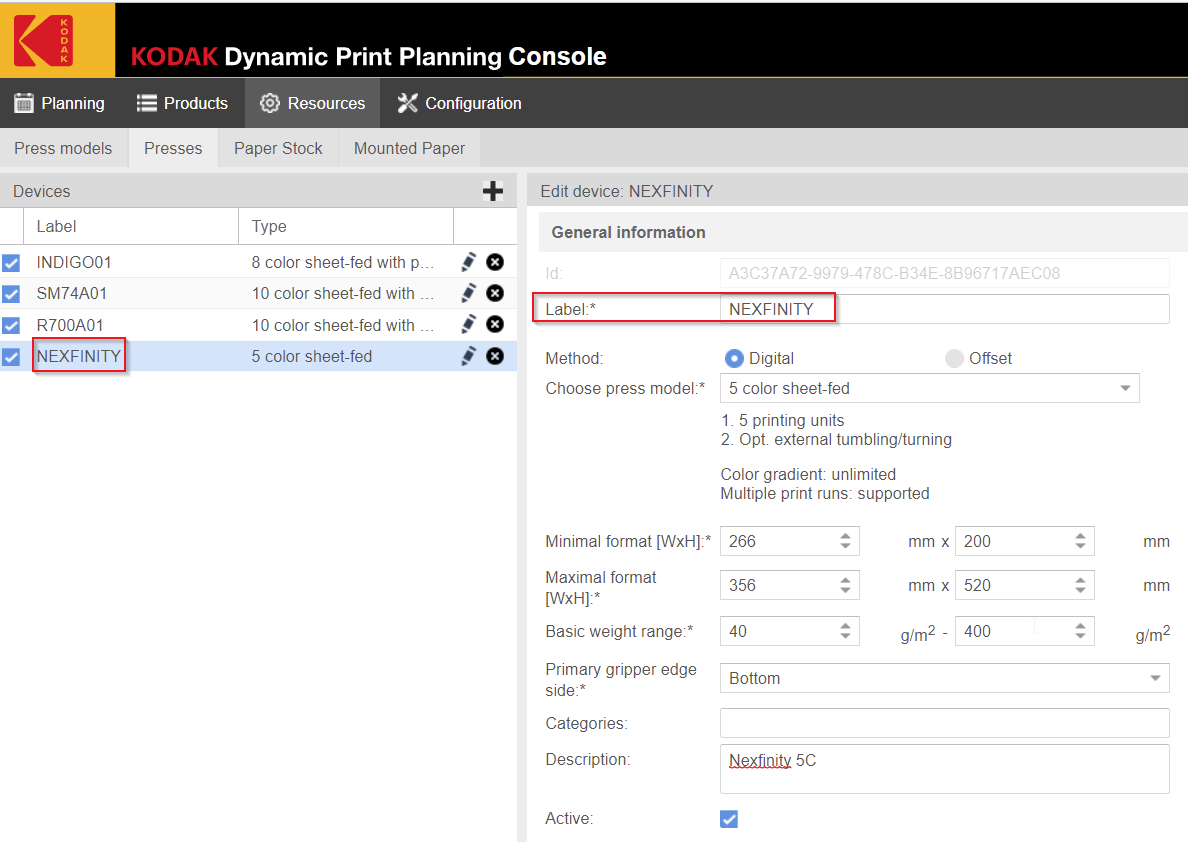 KODAK
KODAK Dynamic Print Planning Console
Planning Products Resources Configuration
Press models Presses Paper Stock Mounted Paper
Devices
Label Type
INDIGO01 8 color sheet-fed with p...
SM74A01 10 color sheet-fed with ...
R700A01 10 color sheet-fed with ...
NEXFINITY 5 color sheet-fed
Edit device: NEXFINITY
General information
Id: A3C37A72-9979-478C-B34E-8B96717AEC08
Label:* NEXFINITY
Method: Digital Offset
Choose press model:* 5 color sheet-fed
1. 5 printing units
2. Opt. external tumbling/turning
Color gradient: unlimited
Multiple print runs: supported
Minimal format [WxH]:* 266 mm x 200 mm
Maximal format
[WxH]:* 356 mm x 520 mm
Basic weight range:* 40 g/m2 - 400 g/m2
Primary gripper edge
side:* Bottom
Categories:
Description: Nexfinity 5C
Active: